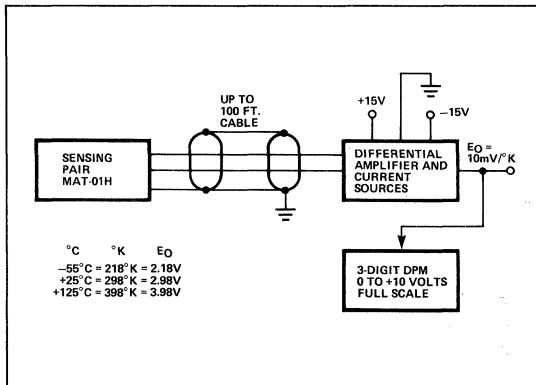 UP TO
100 FT.
CABLE
+15V
−15V
SENSING
PAIR
MAT-01H
DIFFERENTIAL
AMPLIFIER AND
CURRENT
SOURCES
EO =
10mV/°K
°C °K EO
−55°C = 218°K = 2.18V
+25°C = 298°K = 2.98V
+125°C = 398°K = 3.98V
3-DIGIT DPM
0 TO +10 VOLTS
FULL SCALE